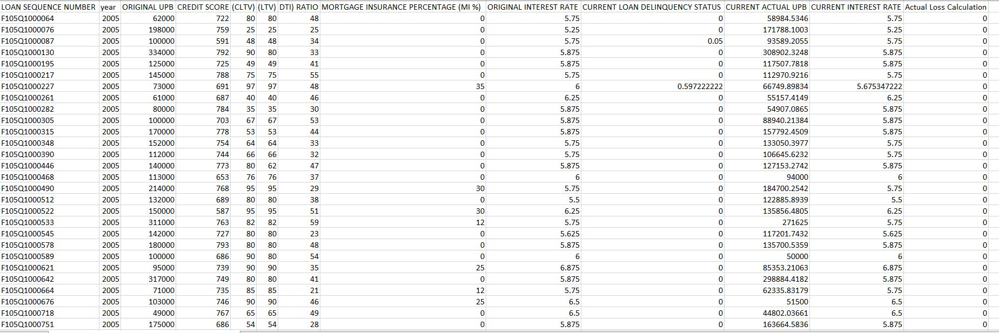 LOAN SEQUENCE NUMBER year ORIGINAL UPB CREDIT SCORE (CLTV) (LTV) DTI) RATIO MORTGAGE INSURANCE PERCENTAGE (MI %) ORIGINAL INTEREST RATE CURRENT LOAN DELINQUENCY STATUS CURRENT ACTUAL UPB CURRENT INTEREST RATE Actual Loss Calculation
F105Q1000064 2005 62000 722 80 80 48 0 5.75 0 58984.5346 5.75 0
F105Q1000076 2005 198000 759 25 25 25 0 5.25 0 171788.1003 5.25 0
F105Q1000087 2005 100000 591 48 48 34 0 5.75 0.05 93589.2055 5.75 0
F105Q1000130 2005 334000 792 90 80 33 0 5.875 0 308902.3248 5.875 0
F105Q1000195 2005 125000 725 49 49 41 0 5.875 0 117507.7818 5.875 0
F105Q1000217 2005 145000 788 75 75 55 0 5.75 0 112970.9216 5.75 0
F105Q1000227 2005 73000 691 97 97 48 35 6 0.597222222 66749.89834 5.675347222 0
F105Q1000261 2005 61000 687 40 40 46 0 6.25 0 55157.4149 6.25 0
F105Q1000282 2005 80000 784 35 35 30 0 5.875 0 54907.0865 5.875 0
F105Q1000305 2005 100000 703 67 67 53 0 5.875 0 88940.21384 5.875 0
F105Q1000315 2005 170000 778 53 53 44 0 5.875 0 157792.4509 5.875 0
F105Q1000348 2005 152000 754 64 64 33 0 5.75 0 133050.3977 5.75 0
F105Q1000390 2005 112000 744 66 66 32 0 5.75 0 106645.6232 5.75 0
F105Q1000446 2005 140000 773 80 62 47 0 5.875 0 127153.2742 5.875 0
F105Q1000468 2005 113000 653 76 76 37 0 6 0 94000 6 0
F105Q1000490 2005 214000 768 95 95 29 30 5.75 0 184700.2542 5.75 0
F105Q1000512 2005 132000 689 80 80 38 0 5.5 0 122885.8939 5.5 0
F105Q1000522 2005 150000 587 95 95 51 30 6.25 0 135856.4805 6.25 0
F105Q1000533 2005 311000 763 82 82 59 12 5.75 0 271625 5.75 0
F105Q1000545 2005 142000 727 80 80 23 0 5.625 0 117201.7432 5.625 0
F105Q1000578 2005 180000 793 80 80 48 0 5.875 0 135700.5359 5.875 0
F105Q1000589 2005 100000 686 90 80 54 0 6 0 50000 6 0
F105Q1000621 2005 95000 739 90 90 35 25 6.875 0 85353.21063 6.875 0
F105Q1000642 2005 317000 749 80 80 41 0 5.875 0 298884.4182 5.875 0
F105Q1000664 2005 71000 735 85 85 21 12 5.75 0 62335.83179 5.75 0
F105Q1000676 2005 103000 746 90 90 46 25 6.5 0 51500 6.5 0
F105Q1000718 2005 49000 767 65 65 49 0 6.5 0 44802.03661 6.5 0
F105Q1000751 2005 175000 686 54 54 28 0 5.875 0 163664.5836 5.875 0